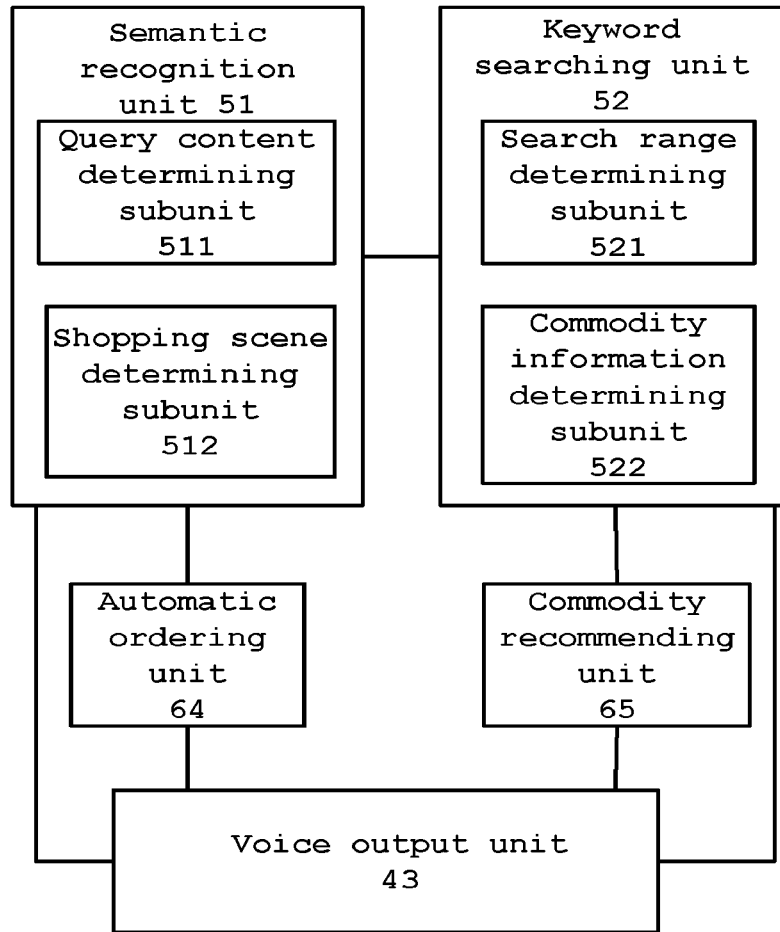 Semantic
recognition
unit 51
Query content
determining
subunit
511
Shopping scene
determining
subunit
512
Keyword
searching unit
52
Search range
determining
subunit
521
Commodity
information
determining
subunit
522
Automatic
ordering
unit
64
Commodity
recommending
unit
65
Voice output unit
43